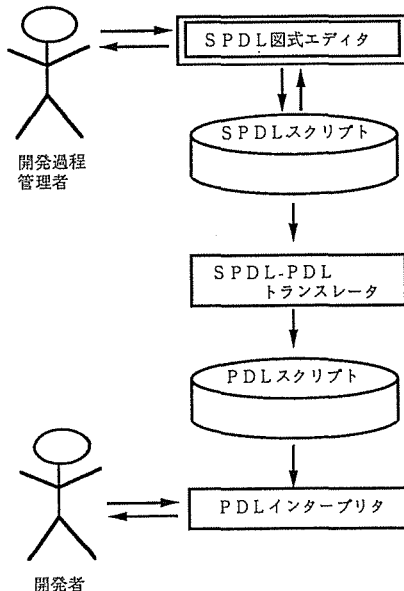 SPDL図式エディタ
開発過程
管理者
SPDLスクリプト
SPDL-PDL
トランスレータ
PDLスクリプト
PDLインタープリタ
開発者